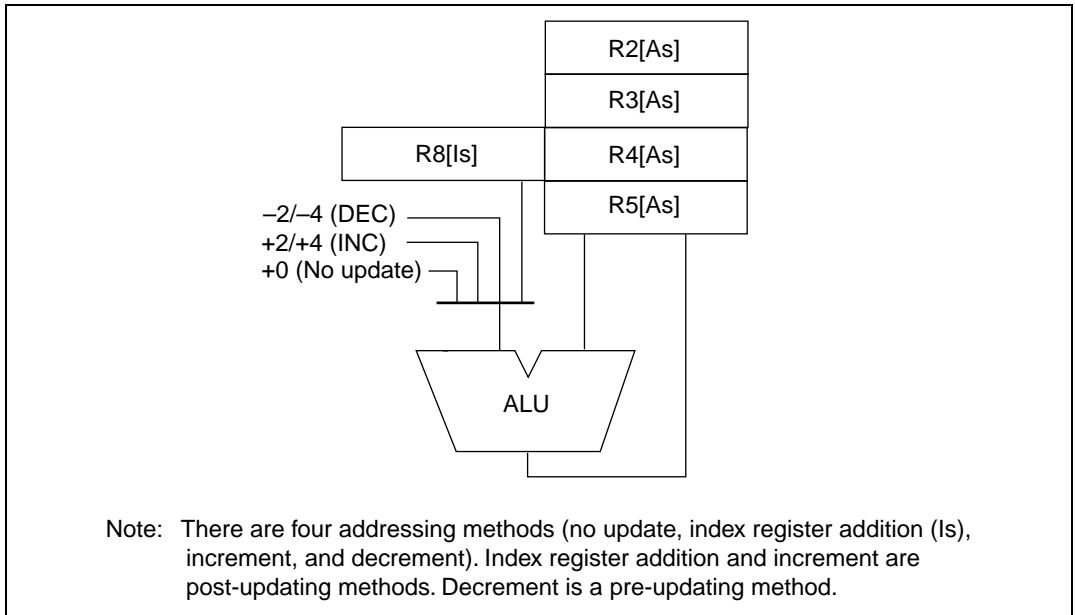 R2[As]
R3[As]
R8[Is] R4[As]
R5[As]
–2/–4 (DEC)
+2/+4 (INC)
+0 (No update)
ALU
Note: There are four addressing methods (no update, index register addition (Is),
increment, and decrement). Index register addition and increment are
post-updating methods. Decrement is a pre-updating method.